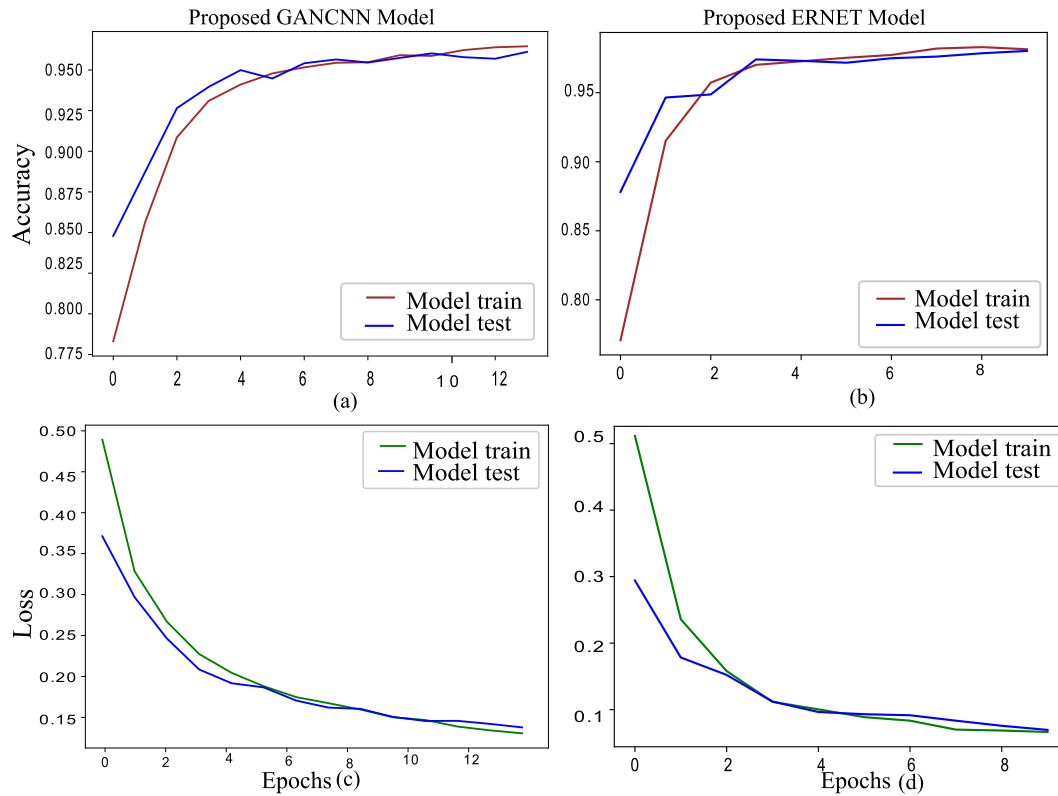 Proposed GANCNN Model
Proposed ERNET Model
Accuracy
0.950
0.925
0.900
0.875
0.850
0.825
0.800
0.775
Model train
Model test
0 2 4 6 8 10 12
(a)
0.95
0.90
0.80
Model train
Model test
0 2 4 6 8
(b)
Loss
0.50
0.45
0.40
0.35
0.30
0.25
0.20
0.15
Model train
Model test
0 2 4 6 8 10 12
Epochs (c)
0.5
0.4
0.3
0.2
0.1
Model train
Model test
0 2 4 6 8
Epochs (d)